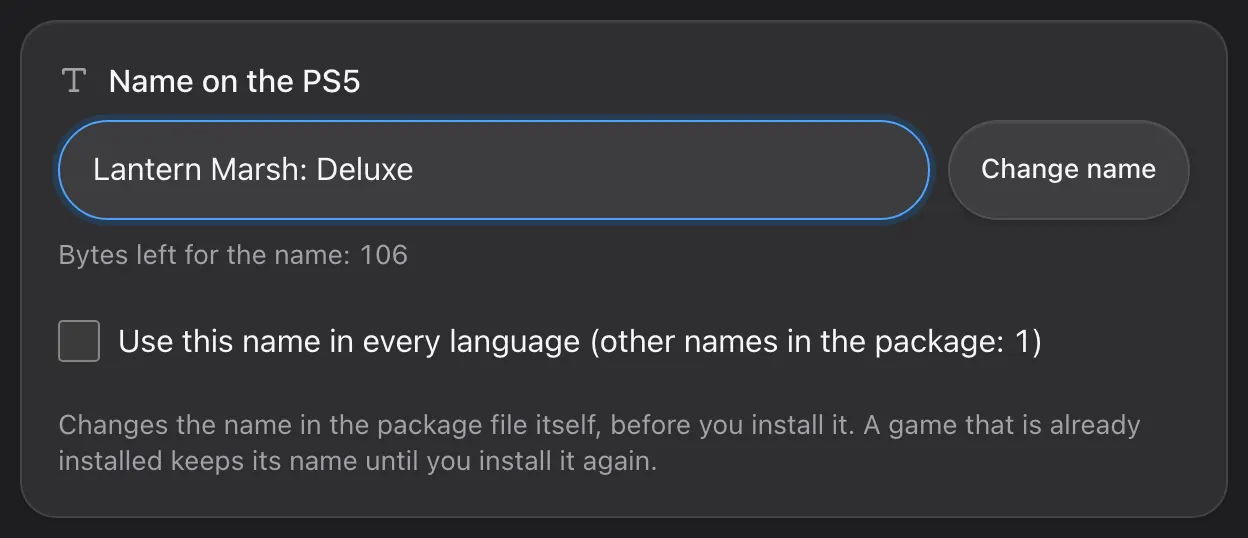 Name on the PS5
Lantern Marsh: Deluxe
Change name
Bytes left for the name: 106
Use this name in every language (other names in the package: 1)
Changes the name in the package file itself, before you install it. A game that is already
installed keeps its name until you install it again.